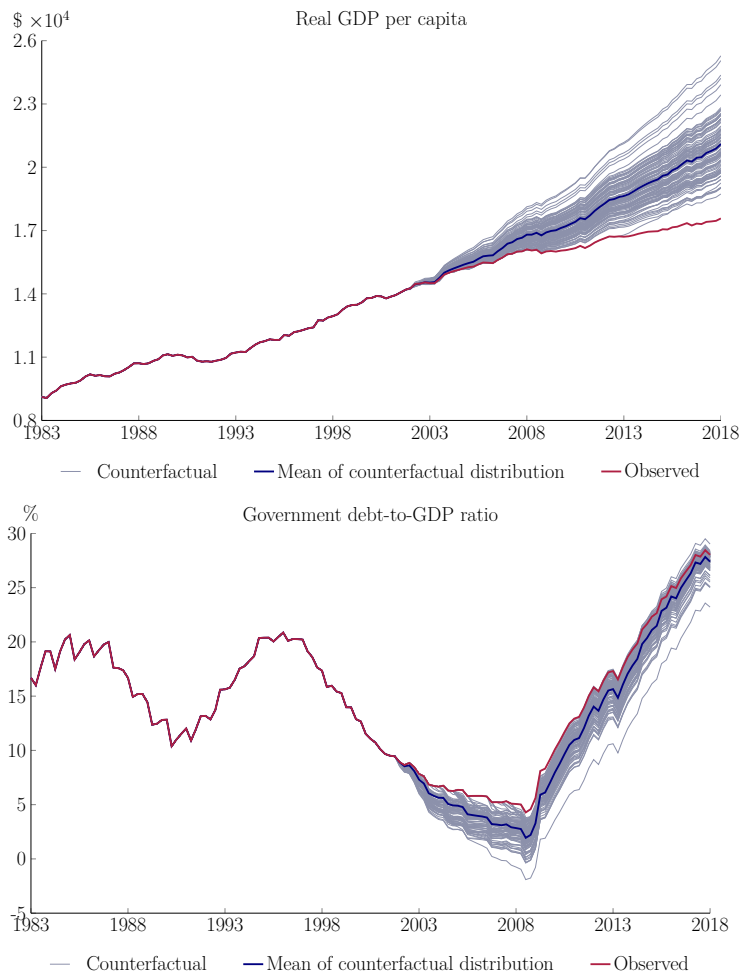 $ ×10⁴
Real GDP per capita
2.6
2.3
2
1.7
1.4
1.1
0.8
1983 1988 1993 1998 2003 2008 2013 2018
Counterfactual Mean of counterfactual distribution Observed
%
Government debt-to-GDP ratio
30
25
20
15
10
5
0
-5
1983 1988 1993 1998 2003 2008 2013 2018
Counterfactual Mean of counterfactual distribution Observed